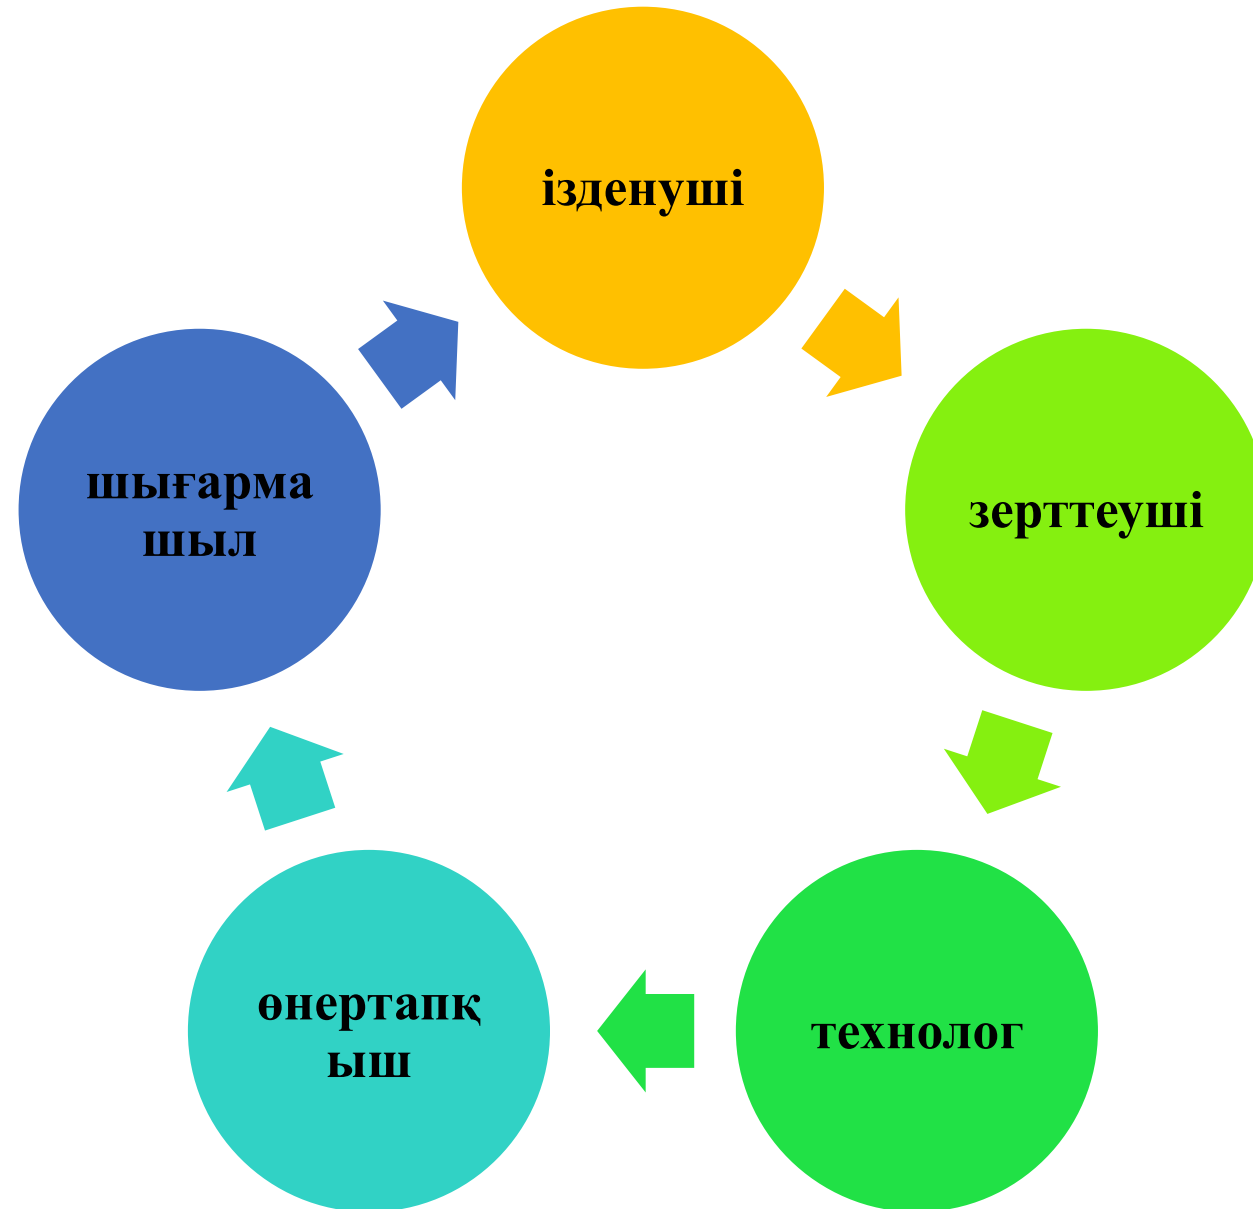 ізденуші
зерттеуші
технолог
өнертапқ
ыш
шығарма
шыл